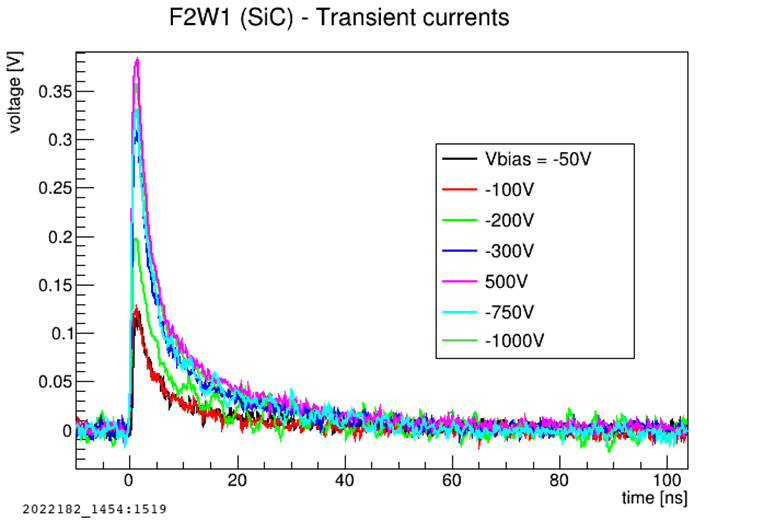 F2W1 (SiC) - Transient currents
voltage [V]
0.35
0.3
0.25
0.2
0.15
0.1
0.05
0
Vbias = -50V
-100V
-200V
-300V
500V
-750V
-1000V
0 20 40 60 80 100
time [ns]
2022182_1454:1519